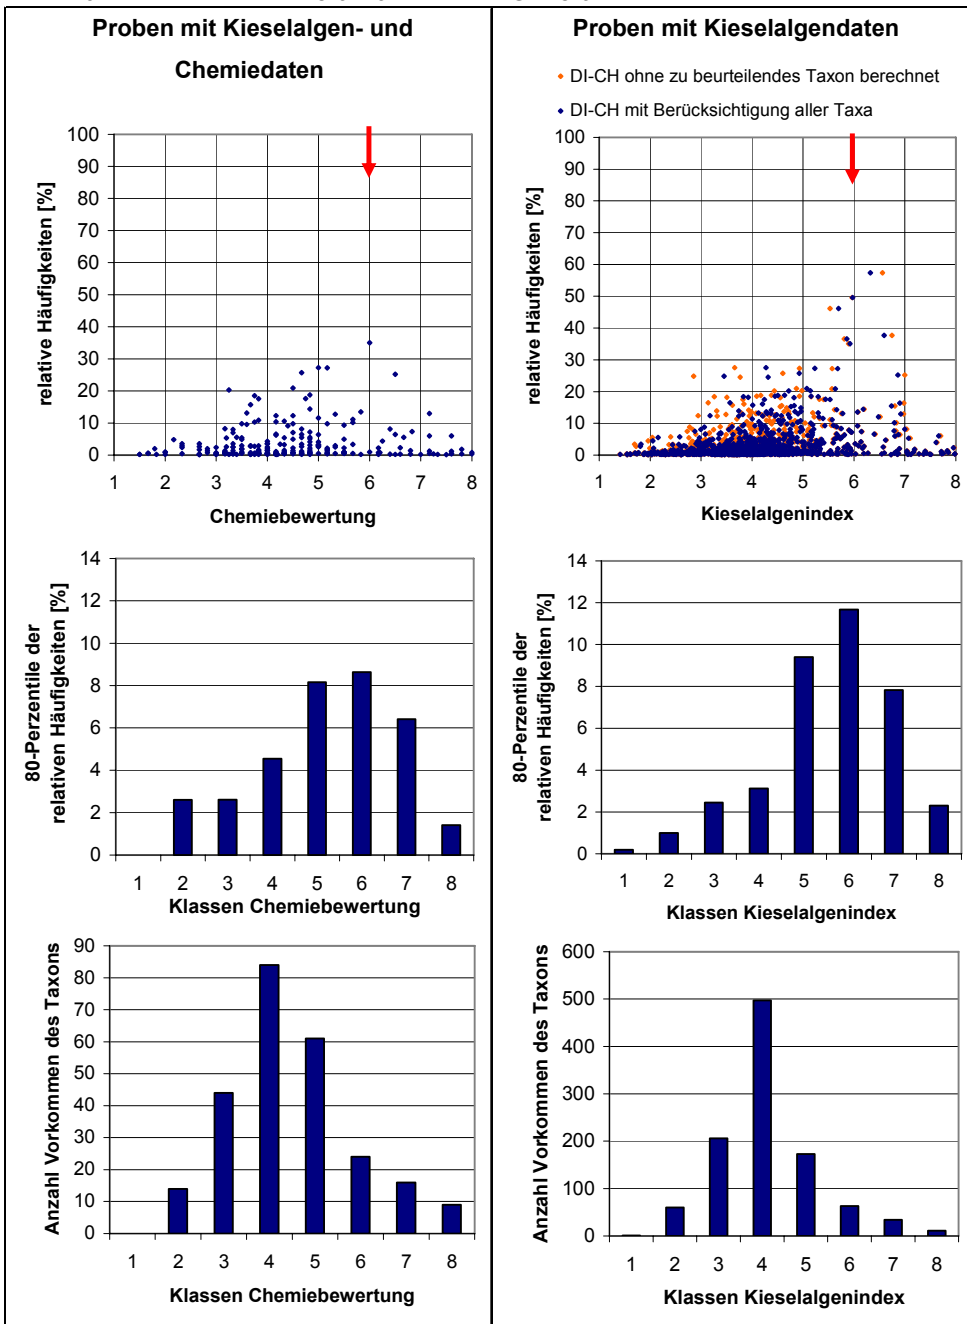 Proben mit Kieselalgen- und
Chemiedaten
100
90
80
70
60
50
40
30
20
10
0
relative Häufigkeiten [%]
1 2 3 4 5 6 7 8
Chemiebewertung
14
12
10
8
6
4
2
0
80-Perzentile der
relativen Häufigkeiten [%]
1 2 3 4 5 6 7 8
Klassen Chemiebewertung
90
80
70
60
50
40
30
20
10
0
Anzahl Vorkommen des Taxons
1 2 3 4 5 6 7 8
Klassen Chemiebewertung
Proben mit Kieselalgendaten
DI-CH ohne zu beurteilendes Taxon berechnet
DI-CH mit Berücksichtigung aller Taxa
100
90
80
70
60
50
40
30
20
10
0
relative Häufigkeiten [%]
1 2 3 4 5 6 7 8
Kieselalgenindex
14
12
10
8
6
4
2
0
80-Perzentile der
relativen Häufigkeiten [%]
1 2 3 4 5 6 7 8
Klassen Kieselalgenindex
600
500
400
300
200
100
0
Anzahl Vorkommen des Taxons
1 2 3 4 5 6 7 8
Klassen Kieselalgenindex